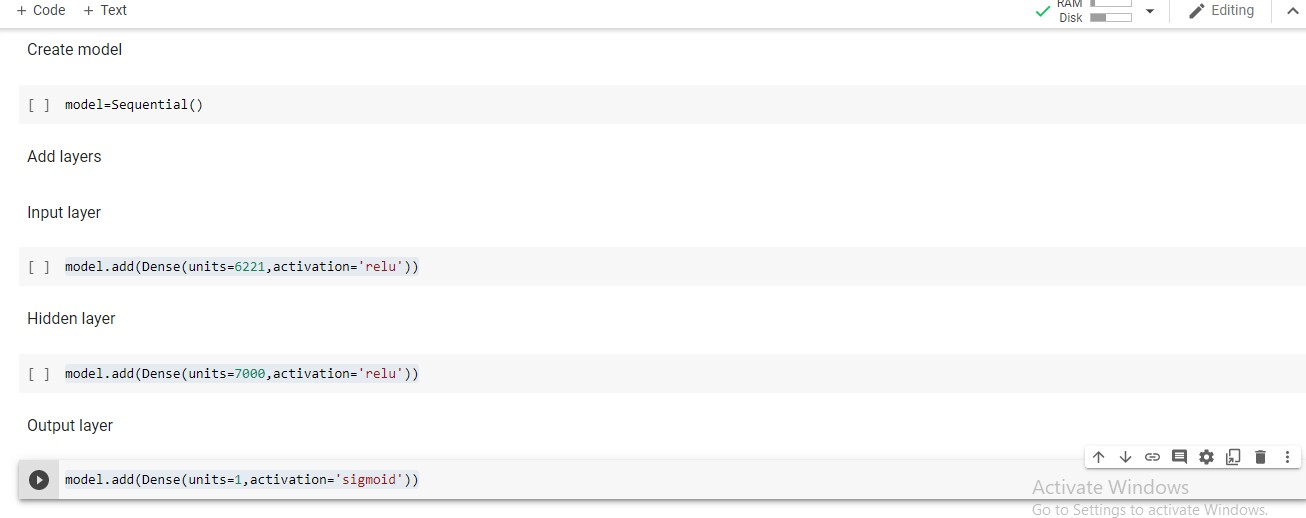 + Code + Text
RAM
Disk
Editing
Create model
[ ] model=Sequential()
Add layers
Input layer
[ ] model.add(Dense(units=6221,activation='relu'))
Hidden layer
[ ] model.add(Dense(units=7000,activation='relu'))
Output layer
model.add(Dense(units=1,activation='sigmoid'))
Activate Windows
Go to Settings to activate Windows.